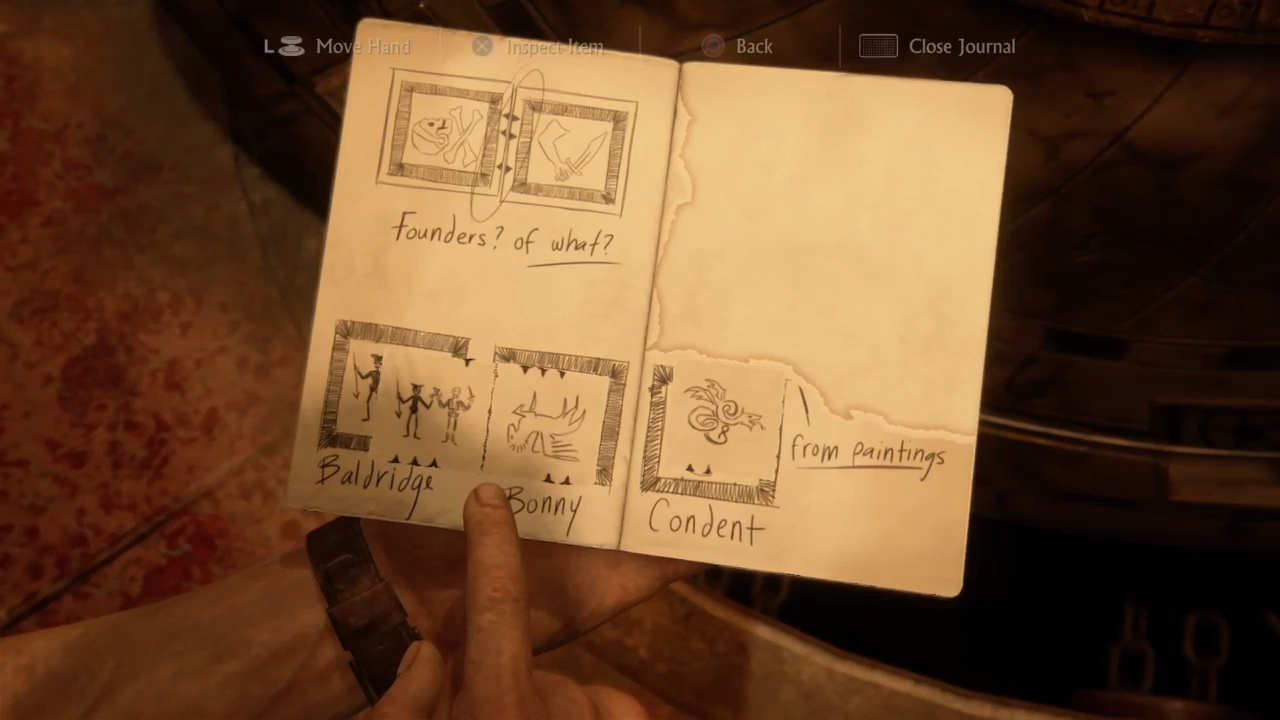 L Move Hand Inspect Item Back Close Journal
Founders? of what?
Baldridge
Bonny
Condent
from paintings